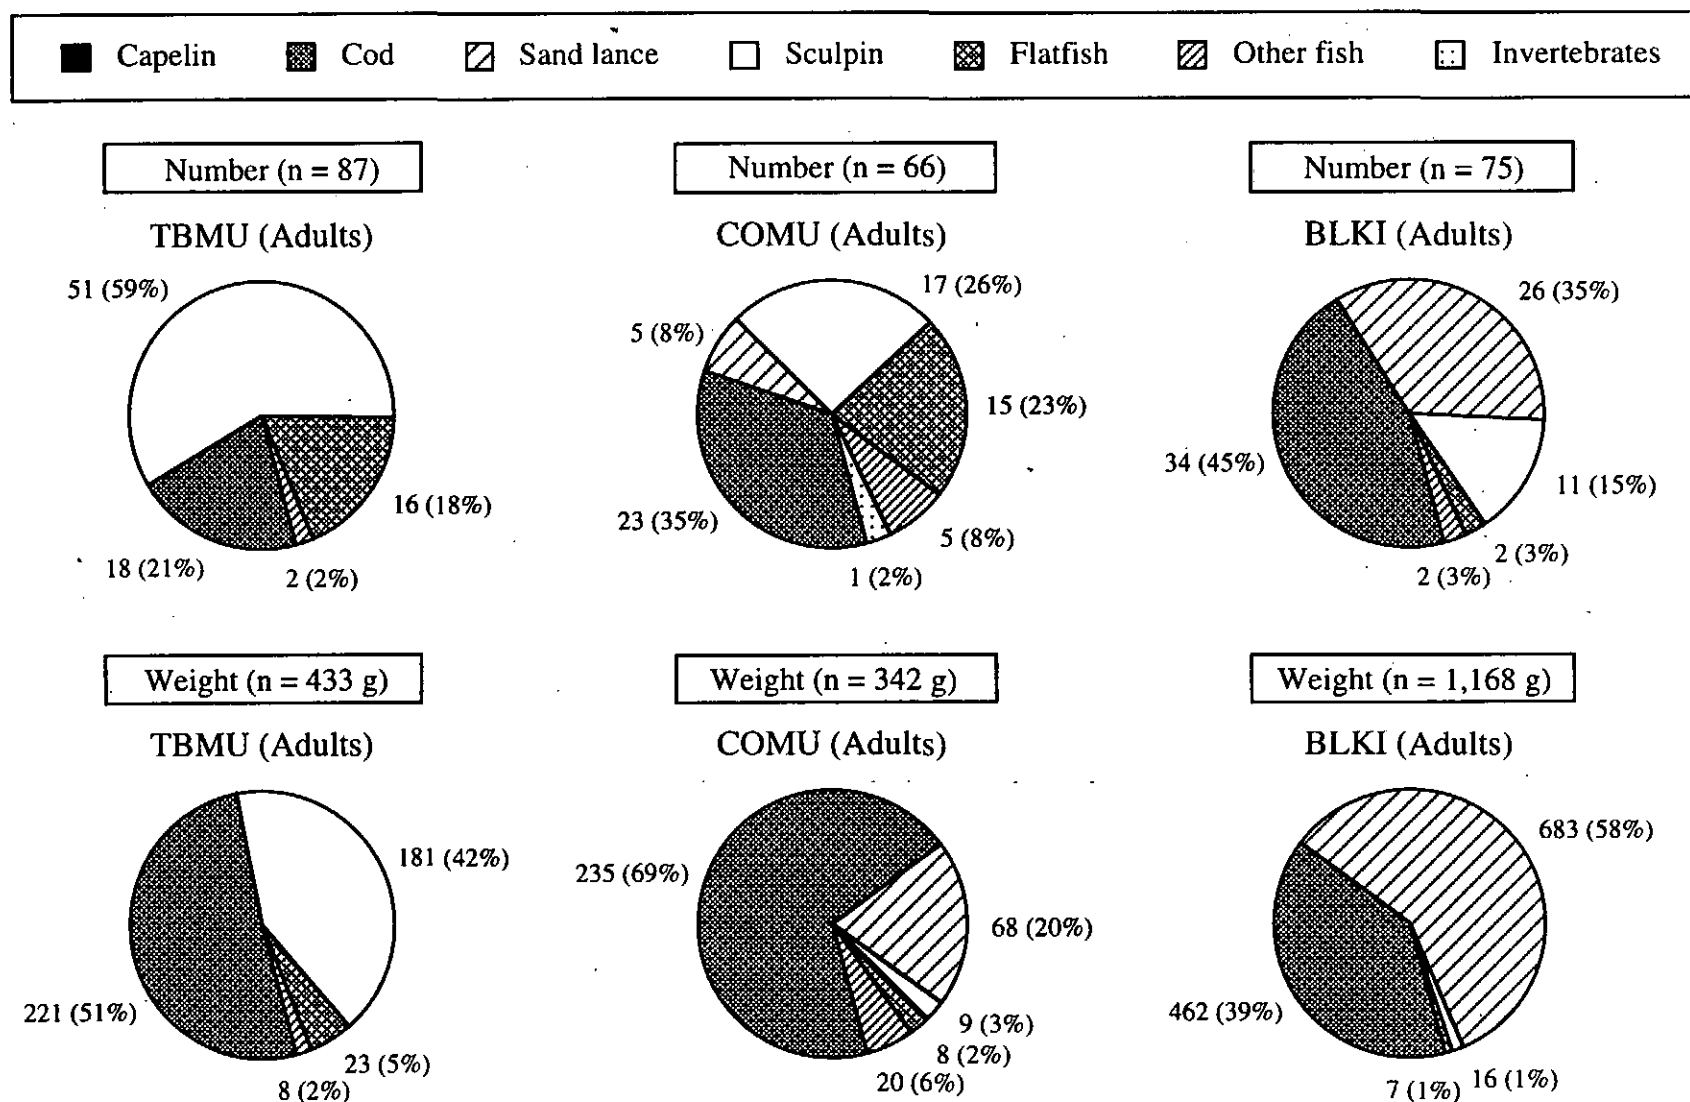 Capelin Cod Sand lance Sculpin Flatfish Other fish Invertebrates
Number (n = 87) Number (n = 66) Number (n = 75)
TBMU (Adults) COMU (Adults) BLKI (Adults)
51 (59%) 17 (26%) 26 (35%)
5 (8%)
15 (23%)
34 (45%) 11 (15%)
16 (18%) 23 (35%)
5 (8%) 2 (3%)
18 (21%) 2 (2%) 1 (2%) 2 (3%)
Weight (n = 433 g) Weight (n = 342 g) Weight (n = 1,168 g)
TBMU (Adults) COMU (Adults) BLKI (Adults)
683 (58%)
181 (42%) 235 (69%)
68 (20%)
221 (51%) 462 (39%)
9 (3%)
23 (5%) 8 (2%)
8 (2%) 20 (6%) 7 (1%) 16 (1%)